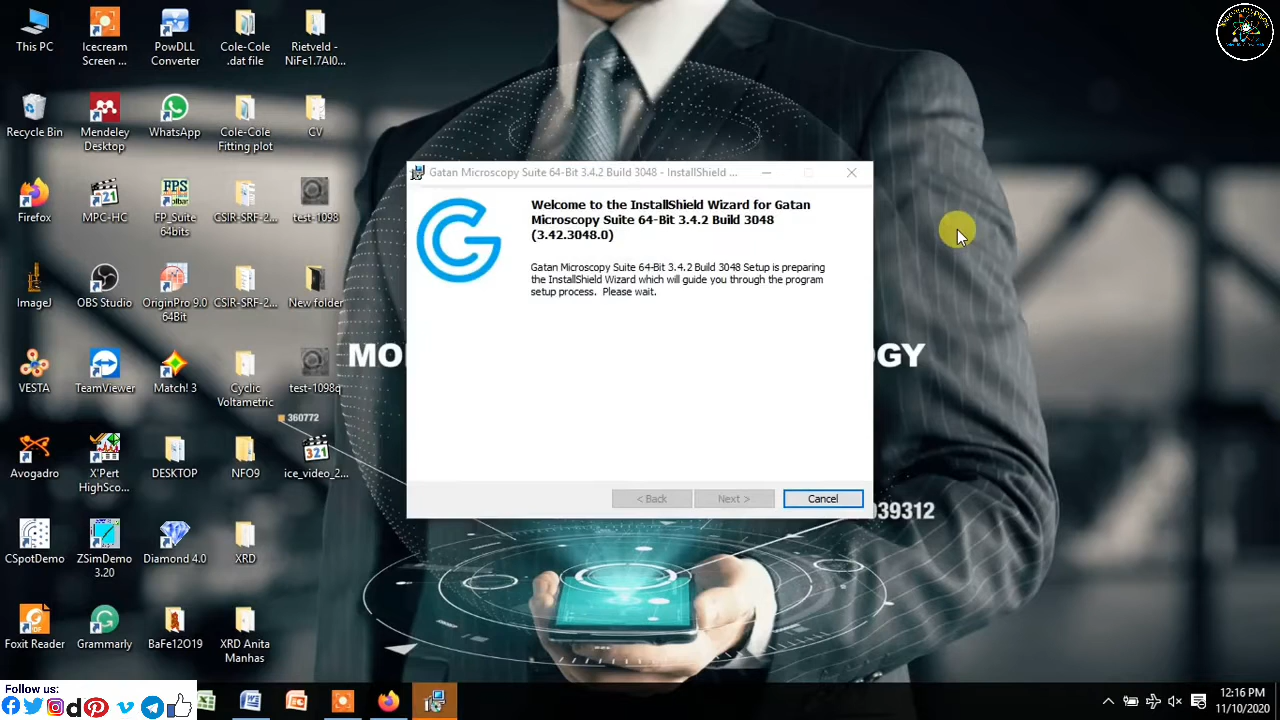 This PC
Icecream
Screen ...
PowDLL
Converter
Cole-Cole
.dat file
Rietveld -
NiFe1.7Al0...
Recycle Bin
Mendeley
Desktop
WhatsApp
Cole-Cole
Fitting plot
CV
Firefox
MPC-HC
FP_Suite
64bits
CSIR-SRF-2...
test-1098
ImageJ
OBS Studio
OriginPro 9.0
64Bit
CSIR-SRF-2...
New folder
VESTA
TeamViewer
Match! 3
Cyclic
Voltametric
test-1098q
Avogadro
X'Pert
HighSco...
DESKTOP
NFO9
ice_video_2...
CSpotDemo
ZSimDemo
3.20
Diamond 4.0
XRD
Foxit Reader
Grammarly
BaFe12O19
XRD Anita
Manhas
360772
MO
OGY
039312
Gatan Microscopy Suite 64-Bit 3.4.2 Build 3048 - InstallShield ...
Welcome to the InstallShield Wizard for Gatan
Microscopy Suite 64-Bit 3.4.2 Build 3048
(3.42.3048.0)
Gatan Microscopy Suite 64-Bit 3.4.2 Build 3048 Setup is preparing
the InstallShield Wizard which will guide you through the program
setup process. Please wait.
< Back
Next >
Cancel
Follow us:
12:16 PM
11/10/2020